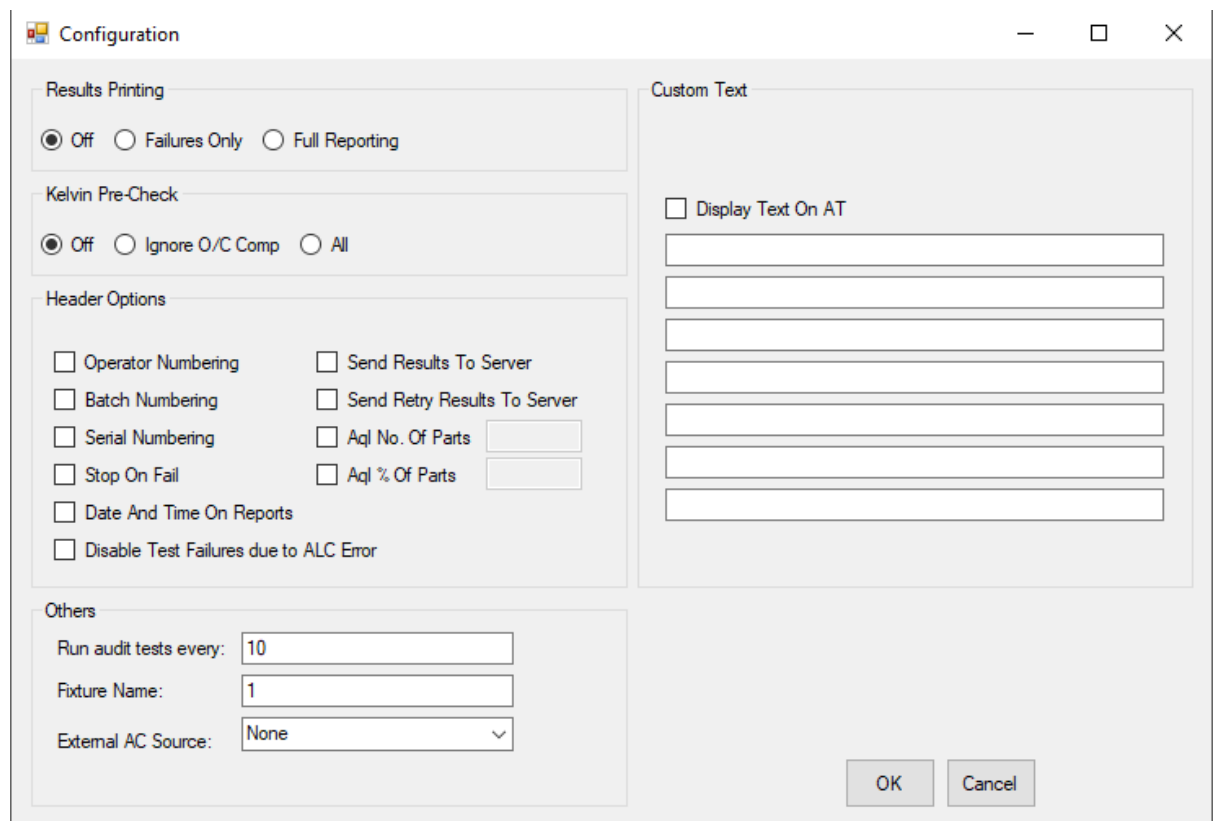 Configuration
Results Printing
Off Failures Only Full Reporting
Kelvin Pre-Check
Off Ignore O/C Comp All
Header Options
Operator Numbering Send Results To Server
Batch Numbering Send Retry Results To Server
Serial Numbering Aql No. Of Parts
Stop On Fail Aql % Of Parts
Date And Time On Reports
Disable Test Failures due to ALC Error
Others
Run audit tests every: 10
Fixture Name: 1
External AC Source: None
Custom Text
Display Text On AT
OK Cancel